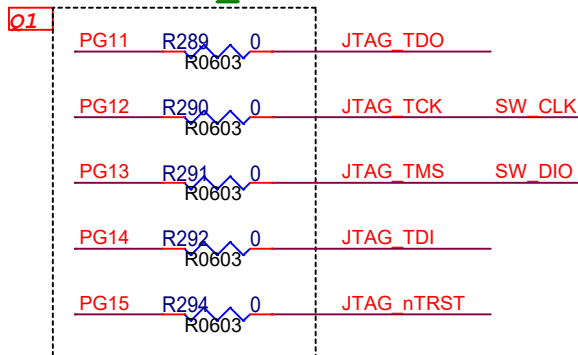 Q1
PG11 R289 0 JTAG_TDO
R0603
PG12 R290 0 JTAG_TCK SW_CLK
R0603
PG13 R291 0 JTAG_TMS SW_DIO
R0603
PG14 R292 0 JTAG_TDI
R0603
PG15 R294 0 JTAG_nTRST
R0603